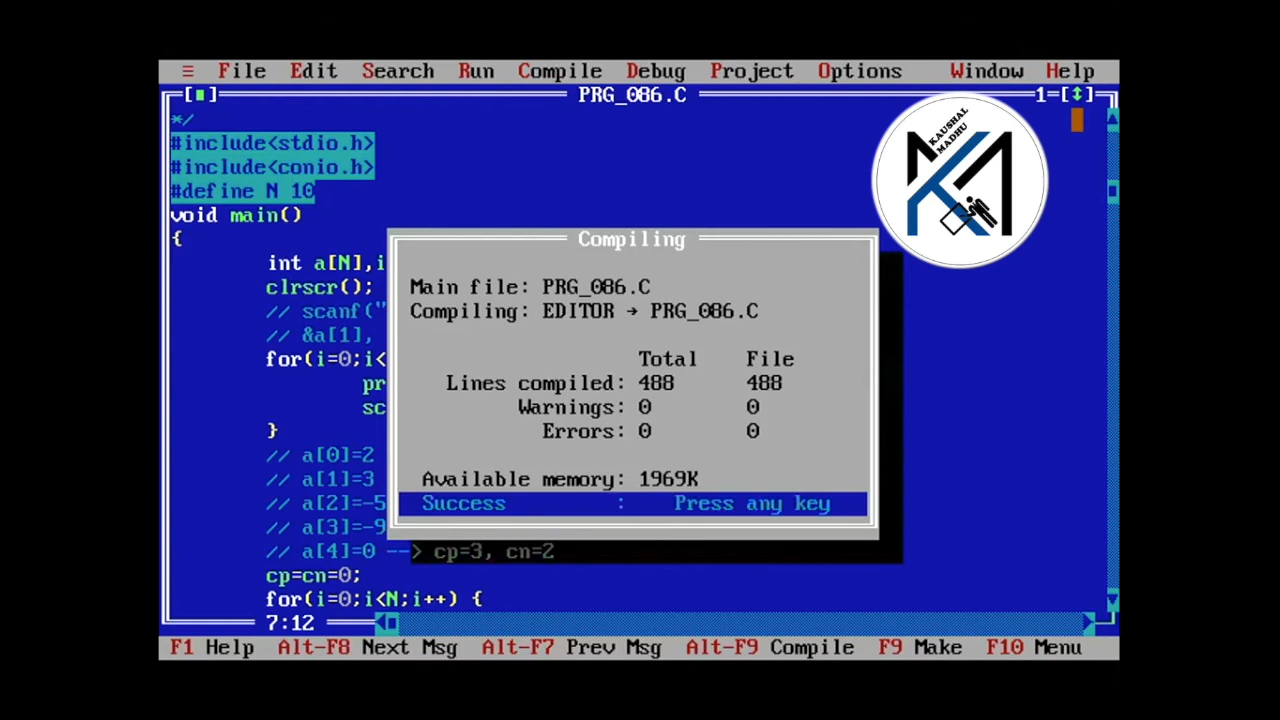 ≡ File Edit Search Run Compile Debug Project Options Window Help
[■] PRG_086.C 1=[↕]
*/
#include<stdio.h>
#include<conio.h>
#define N 10
void main()
{
int a[N],i
clrscr();
// scanf("
// &a[1],
for(i=0;i<
pr
sc
}
// a[0]=2
// a[1]=3
// a[2]=-5
// a[3]=-9
// a[4]=0 --> cp=3, cn=2
cp=cn=0;
for(i=0;i<N;i++) {
7:12
KAUSHAL
MADHU
Compiling
Main file: PRG_086.C
Compiling: EDITOR → PRG_086.C
Total File
Lines compiled: 488 488
Warnings: 0 0
Errors: 0 0
Available memory: 1969K
Success : Press any key
F1 Help Alt-F8 Next Msg Alt-F7 Prev Msg Alt-F9 Compile F9 Make F10 Menu